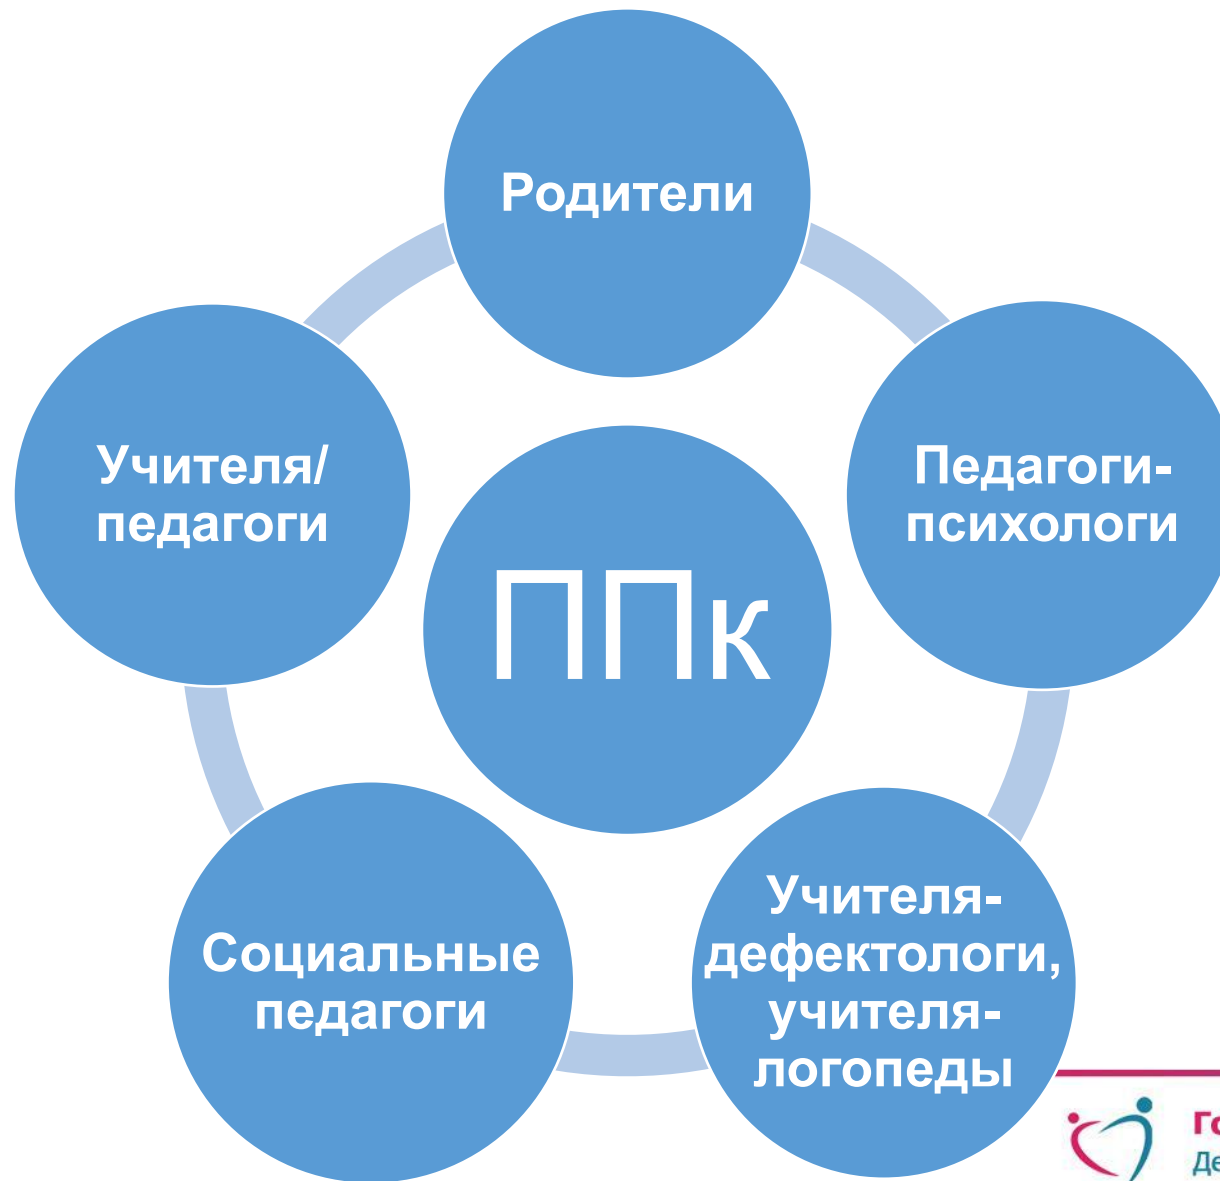 Родители
Учителя/
педагоги
Педагоги-
психологи
ППк
Социальные
педагоги
Учителя-
дефектологи,
учителя-
логопеды